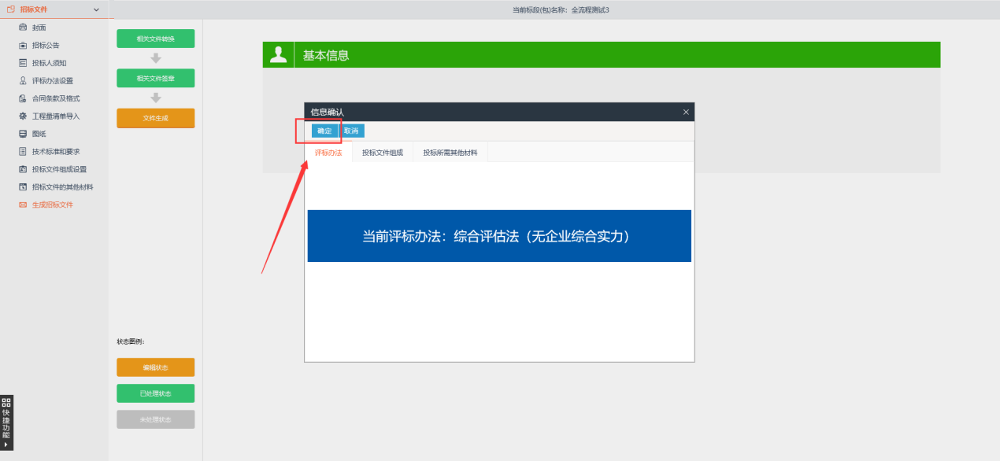 招标文件
当前标段(包)名称: 全流程测试3
封面
招标公告
投标人须知
评标办法设置
合同条款及格式
工程量清单导入
图纸
技术标准和要求
投标文件组成设置
招标文件的其他材料
生成招标文件
相关文件转换
相关文件签章
文件生成
状态图例:
编辑状态
已处理状态
未处理状态
快捷功能
基本信息
信息确认
确定 取消
评标办法 投标文件组成 投标所需其他材料
当前评标办法：综合评估法（无企业综合实力）